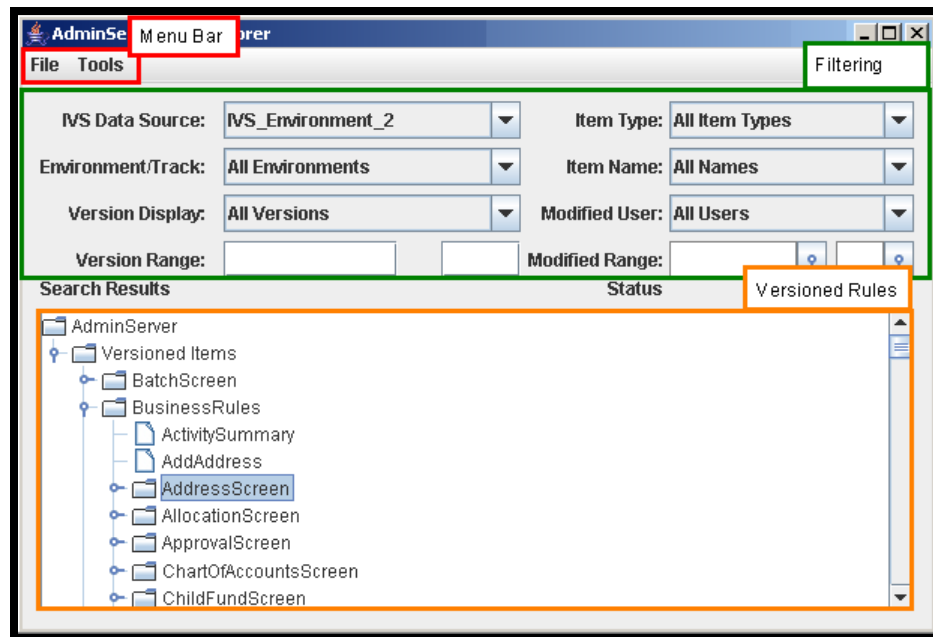 AdminSe
Menu Bar
orer
File Tools
Filtering
IVS Data Source: IVS_Environment_2 Item Type: All Item Types
Environment/Track: All Environments Item Name: All Names
Version Display: All Versions Modified User: All Users
Version Range: Modified Range:
Search Results Status
Versioned Rules
AdminServer
Versioned Items
BatchScreen
BusinessRules
ActivitySummary
AddAddress
AddressScreen
AllocationScreen
ApprovalScreen
ChartOfAccountsScreen
ChildFundScreen